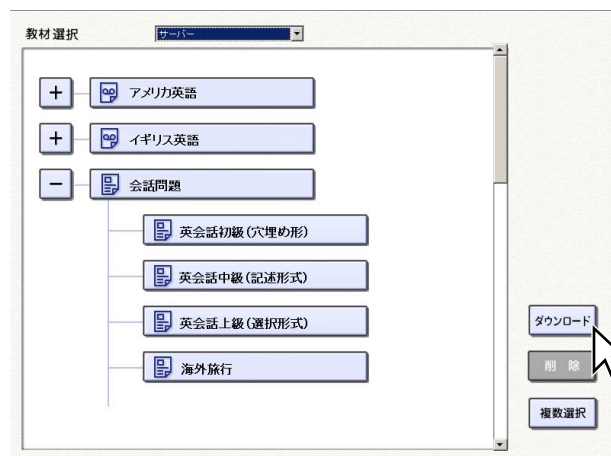 教材選択 サーバー
+ アメリカ英語
+ イギリス英語
− 会話問題
英会話初級(穴埋め形)
英会話中級(記述形式)
英会話上級(選択形式)
海外旅行
ダウンロード
削 除
複数選択